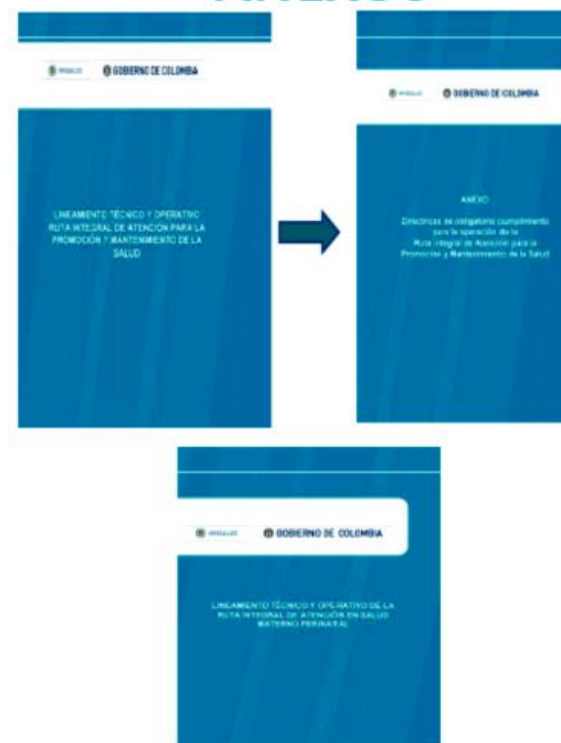 GOBIERNO DE COLOMBIA
LINEAMIENTO TÉCNICO Y OPERATIVO
RUTA INTEGRAL DE ATENCIÓN PARA LA
PROMOCIÓN Y MANTENIMIENTO DE LA
SALUD
GOBIERNO DE COLOMBIA
ANEXO
Directrices de obligatorio cumplimiento
para la operación de la
Ruta Integral de Atención para la
Promoción y Mantenimiento de la Salud
GOBIERNO DE COLOMBIA
LINEAMIENTO TÉCNICO Y OPERATIVO DE LA
RUTA INTEGRAL DE ATENCIÓN EN SALUD
MATERNO PERINATAL